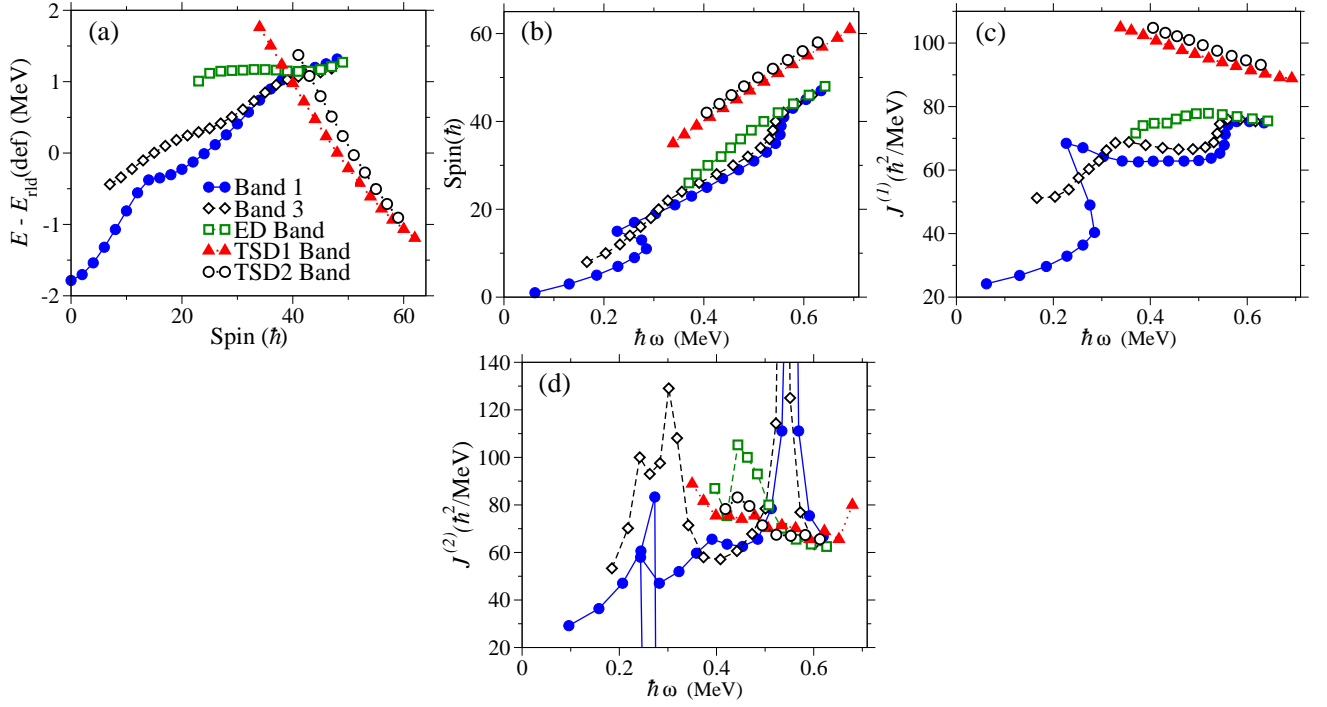 (a)
2
1
0
-1
-2
E - E_rld(def) (MeV)
0
20
40
60
Spin (ħ)
Band 1
Band 3
ED Band
TSD1 Band
TSD2 Band
(b)
60
40
20
0
Spin(ħ)
0
0.2
0.4
0.6
ħ ω (MeV)
(c)
100
80
60
40
20
J^(1)(ħ²/MeV)
0
0.2
0.4
0.6
ħ ω (MeV)
(d)
140
120
100
80
60
40
20
J^(2)(ħ²/MeV)
0
0.2
0.4
0.6
ħ ω (MeV)